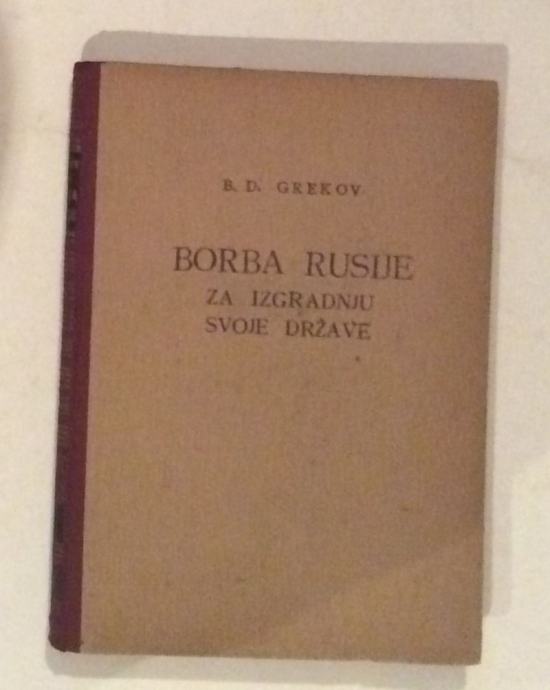 B. D. GREKOV
BORBA RUSIJE
ZA IZGRADNJU
SVOJE DRŽAVE